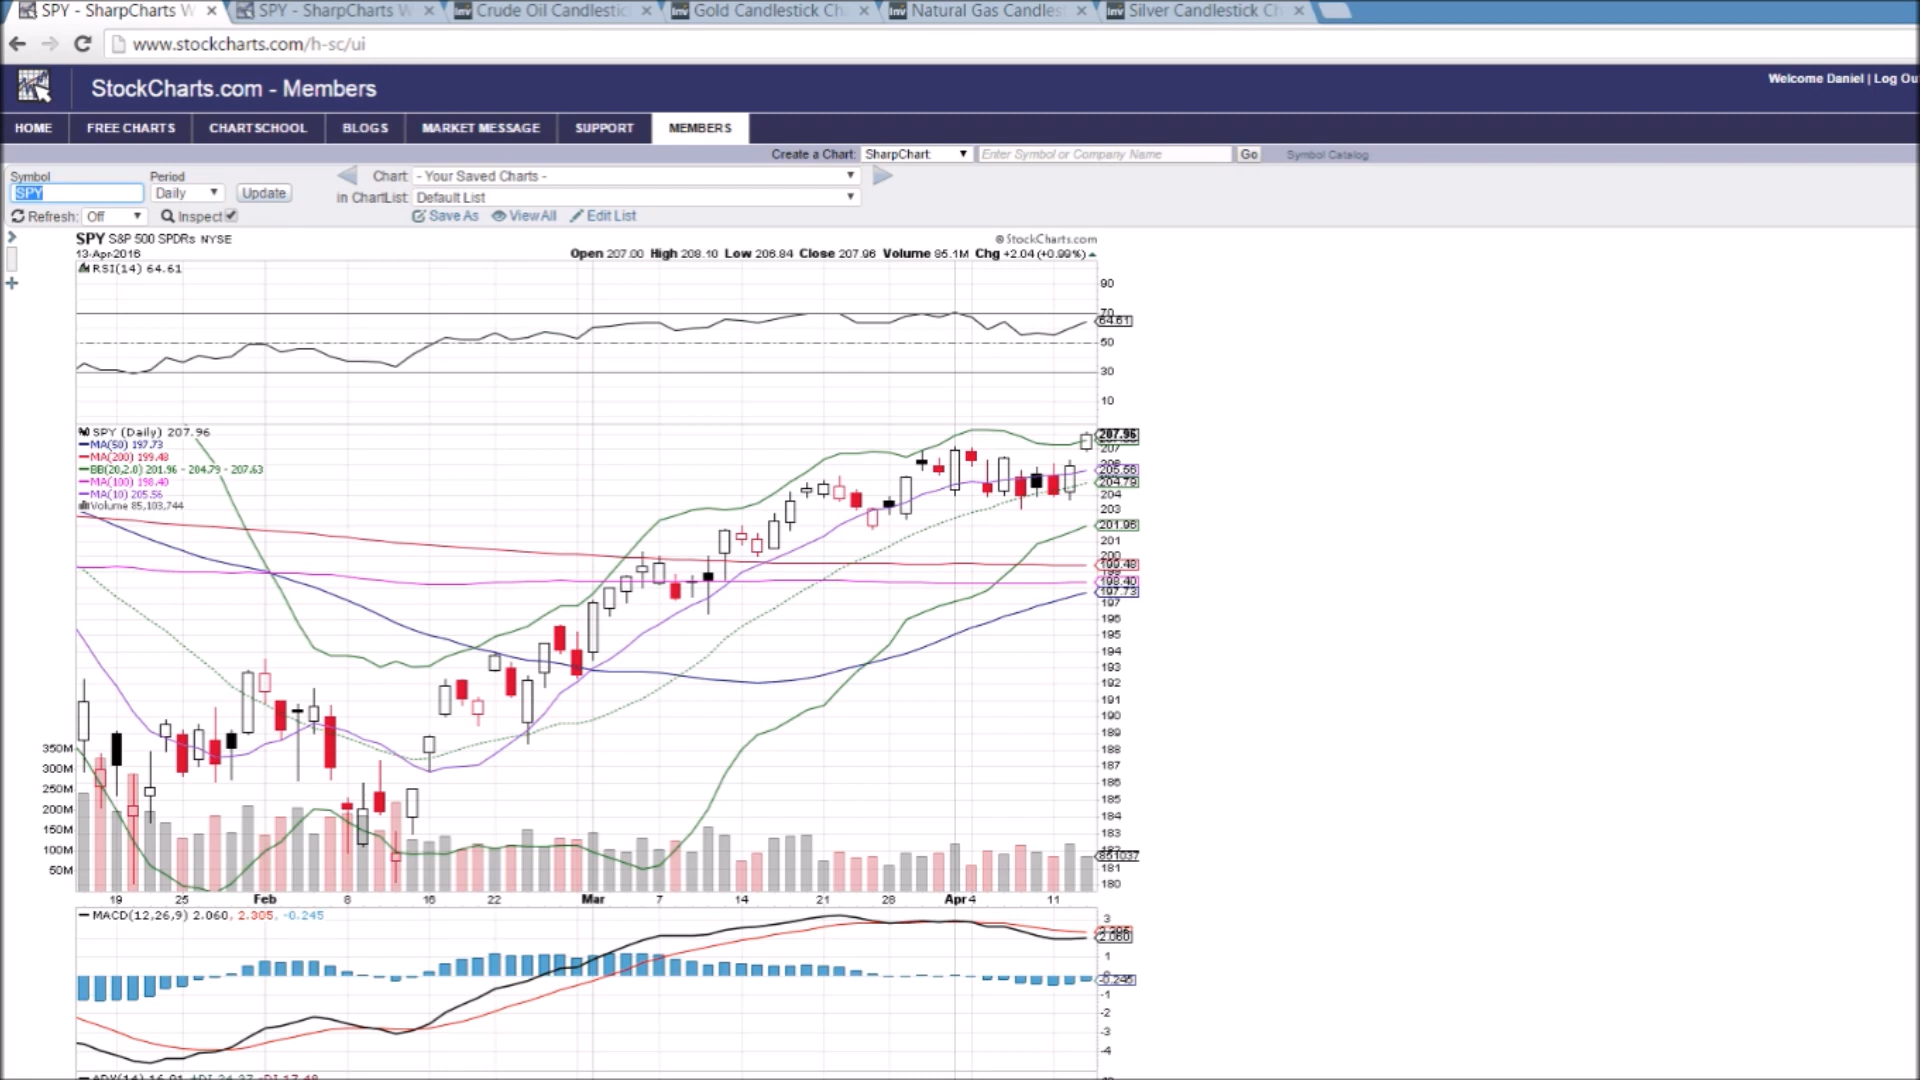 SPY - SharpCharts W
SPY - SharpCharts W
Crude Oil Candlestic
Gold Candlestick Ch
Natural Gas Candles
Silver Candlestick Ch
www.stockcharts.com/h-sc/ui
StockCharts.com - Members
Welcome Daniel | Log Ou
HOME FREE CHARTS CHARTSCHOOL BLOGS MARKET MESSAGE SUPPORT MEMBERS
Create a Chart: SharpChart Enter Symbol or Company Name Go Symbol Catalog
Symbol Period
Chart: - Your Saved Charts -
SPY Daily Update
in ChartList: Default List
Refresh: Off Inspect
Save As View All Edit List
SPY S&P 500 SPDRs NYSE
© StockCharts.com
13-Apr-2016
Open 207.00 High 208.10 Low 206.84 Close 207.96 Volume 85.1M Chg +2.04 (+0.99%)
RSI(14) 64.61
90
70
64.61
50
30
10
SPY (Daily) 207.96
MA(50) 197.73
MA(200) 199.48
BB(20,2.0) 201.96 - 204.79 - 207.63
MA(100) 198.40
MA(10) 205.56
Volume 85,103,744
207.96
207
205.56
204.79
204
203
201.96
201
200
199.48
198.40
197.73
197
196
195
194
193
192
191
190
189
188
187
186
185
184
183
181
180
350M
300M
250M
200M
150M
100M
50M
19 25 Feb 8 16 22 Mar 7 14 21 28 Apr 4 11
MACD(12,26,9) 2.060, 2.305, -0.245
3
2.305
2.060
1
-0.245
-1
-2
-3
-4